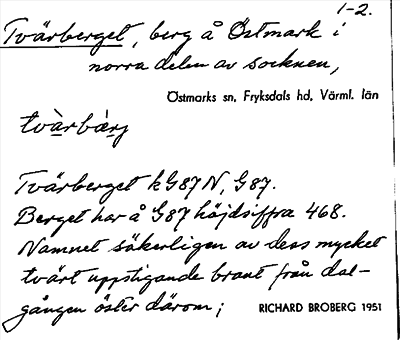 1-2.
Tvärberget, berg å Östmark i
norra delen av socknen,
Östmarks sn, Fryksdals hd, Värml. län
tvàrbàrj
Tvärberget kG87N, G87.
Berget har å G87 höjdsiffra 468.
Namnet säkerligen av dess mycket
tvärt uppstigande brant från dal-
gången öster därom;
RICHARD BROBERG 1951